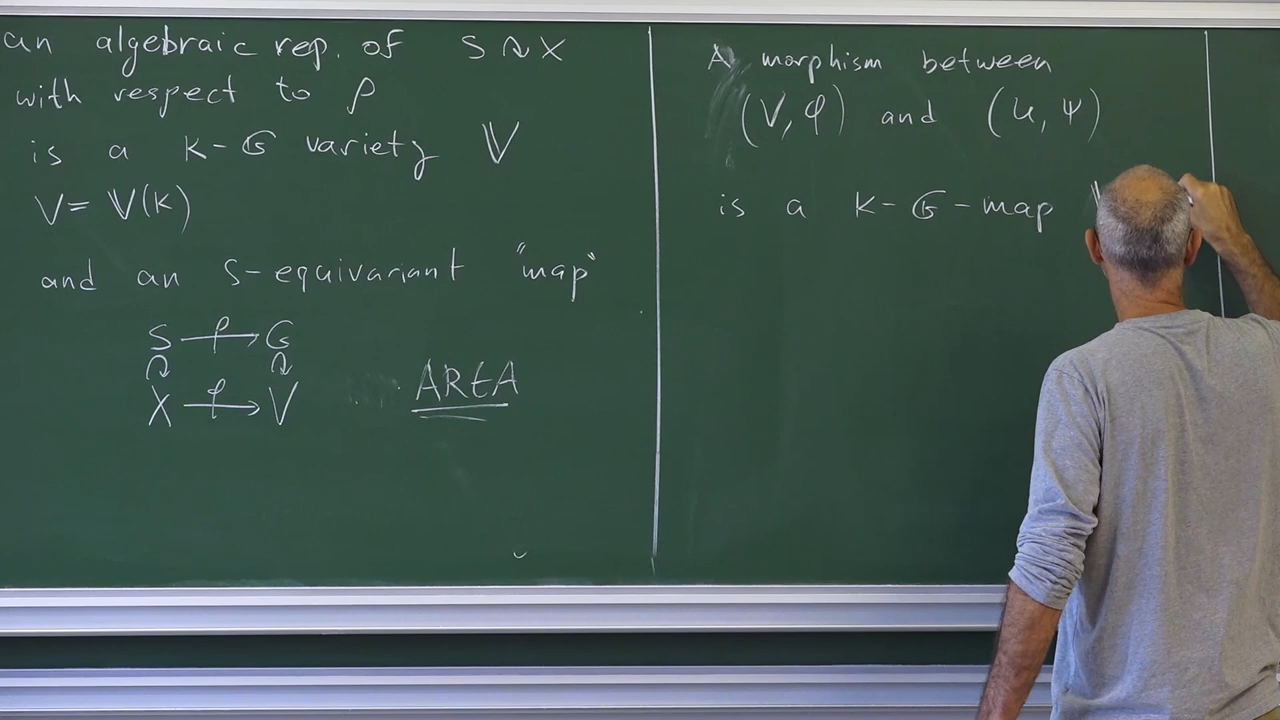 an algebraic rep. of S ↷ X
with respect to ρ
is a k-𝔾 variety 𝕍
V = 𝕍(k)
and an S-equivariant "map"
S —ρ→ G
↷ ↷
X —φ→ V
AREA
A morphism between
(V, φ) and (U, ψ)
is a k-𝔾-map